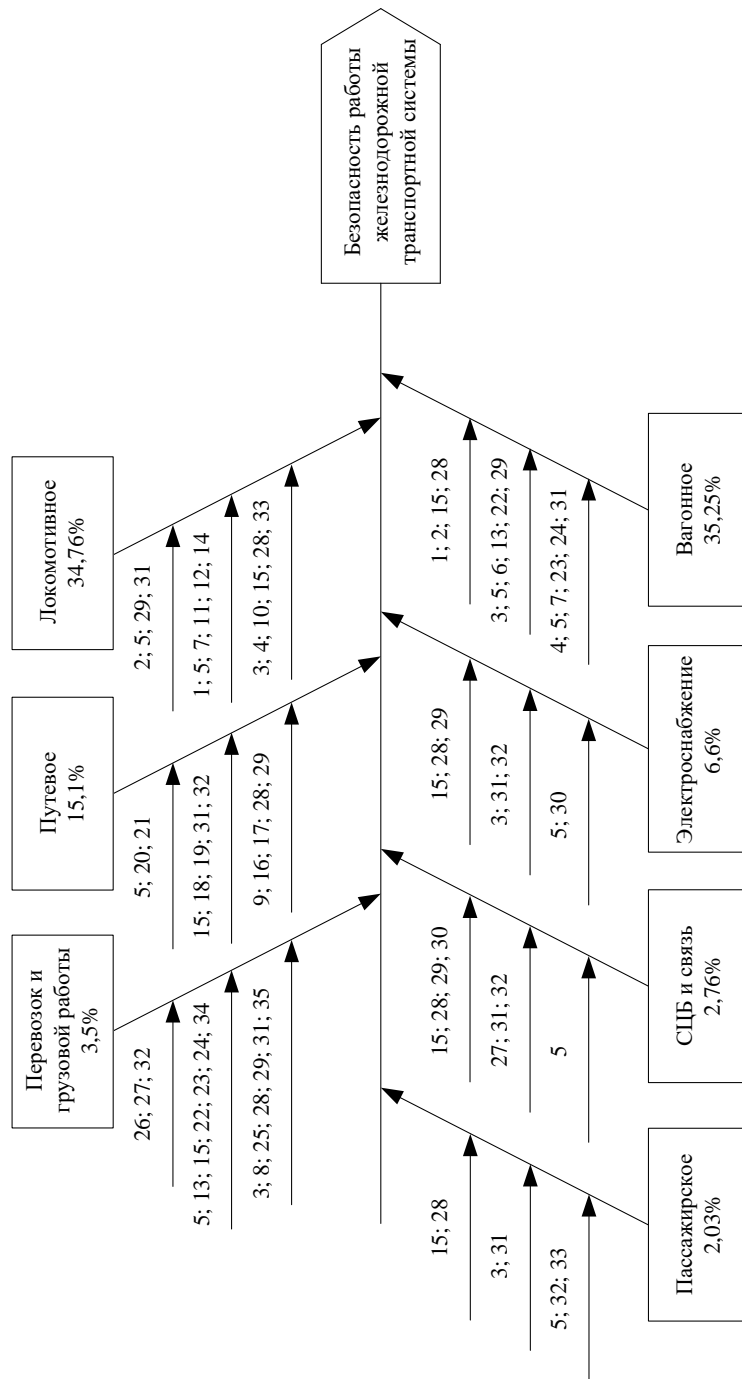 Перевозок и
грузовой работы
3,5%
26; 27; 32
5; 13; 15; 22; 23; 24; 34
3; 8; 25; 28; 29; 31; 35
Путевое
15,1%
5; 20; 21
15; 18; 19; 31; 32
9; 16; 17; 28; 29
Локомотивное
34,76%
2; 5; 29; 31
1; 5; 7; 11; 12; 14
3; 4; 10; 15; 28; 33
Безопасность работы
железнодорожной
транспортной системы
15; 28
3; 31
5; 32; 33
Пассажирское
2,03%
15; 28; 29; 30
27; 31; 32
5
СЦБ и связь
2,76%
15; 28; 29
3; 31; 32
5; 30
Электроснабжение
6,6%
1; 2; 15; 28
3; 5; 6; 13; 22; 29
4; 5; 7; 23; 24; 31
Вагонное
35,25%